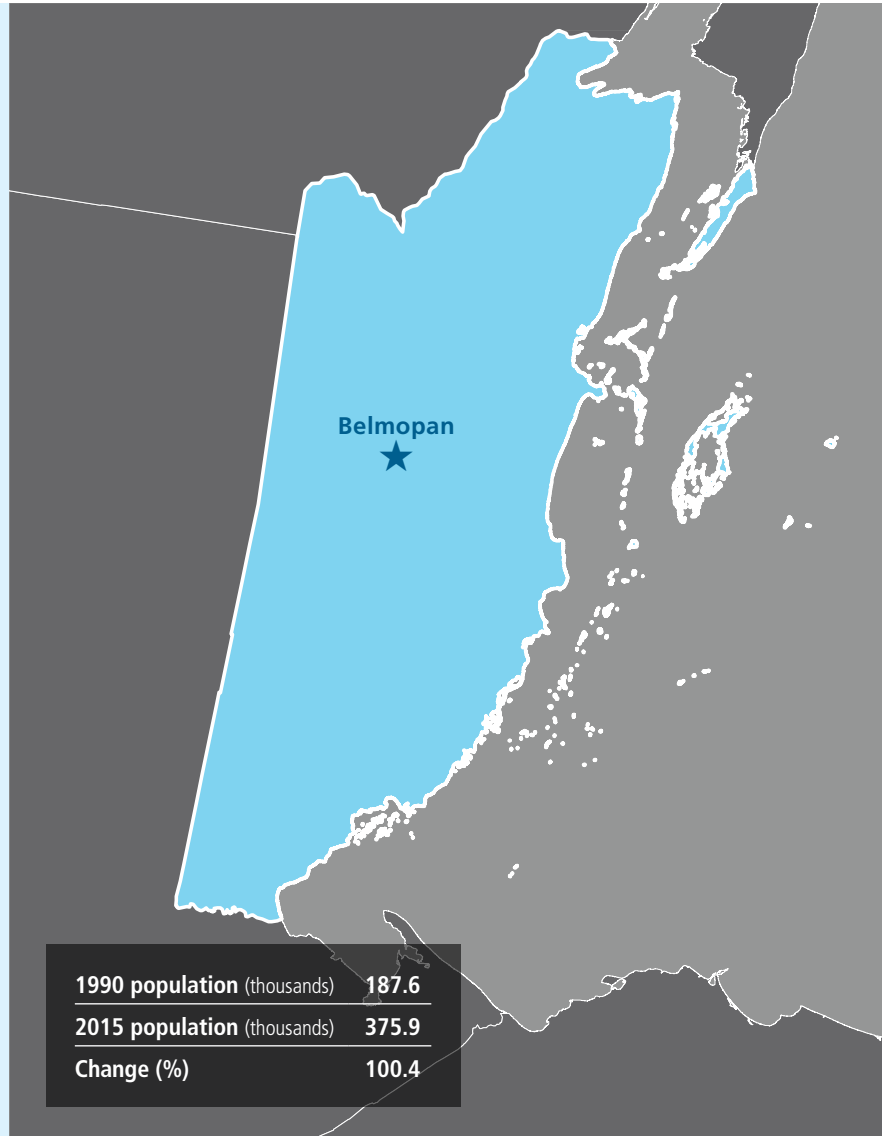 Belmopan
1990 population (thousands) 187.6
2015 population (thousands) 375.9
Change (%) 100.4